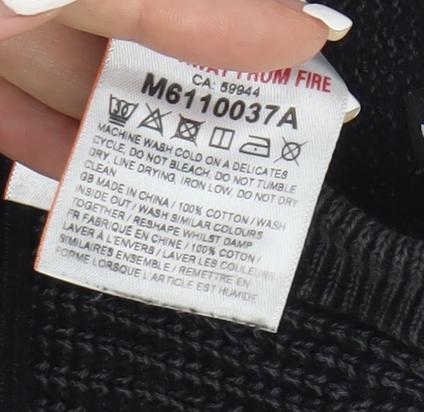 AWAY FROM FIRE
CA: 59944
M6110037A
30
MACHINE WASH COLD ON A DELICATES
CYCLE, DO NOT BLEACH, DO NOT TUMBLE
DRY, LINE DRYING, IRON LOW, DO NOT DRY
CLEAN
GB MADE IN CHINA / 100% COTTON / WASH
INSIDE OUT / WASH SIMILAR COLOURS
TOGETHER / RESHAPE WHILST DAMP
FR FABRIQUÉ EN CHINE / 100% COTON /
LAVER À L'ENVERS / LAVER LES COULEURS
SIMILAIRES ENSEMBLE / REMETTRE EN
FORME LORSQUE L'ARTICLE EST HUMIDE